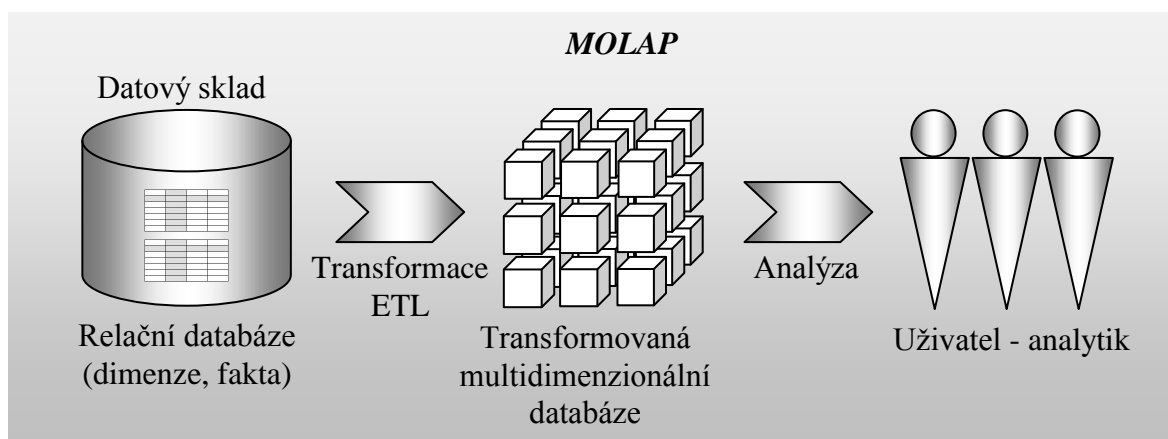 MOLAP
Datový sklad
Relační databáze
(dimenze, fakta)
Transformace
ETL
Transformovaná
multidimenzionální
databáze
Analýza
Uživatel - analytik